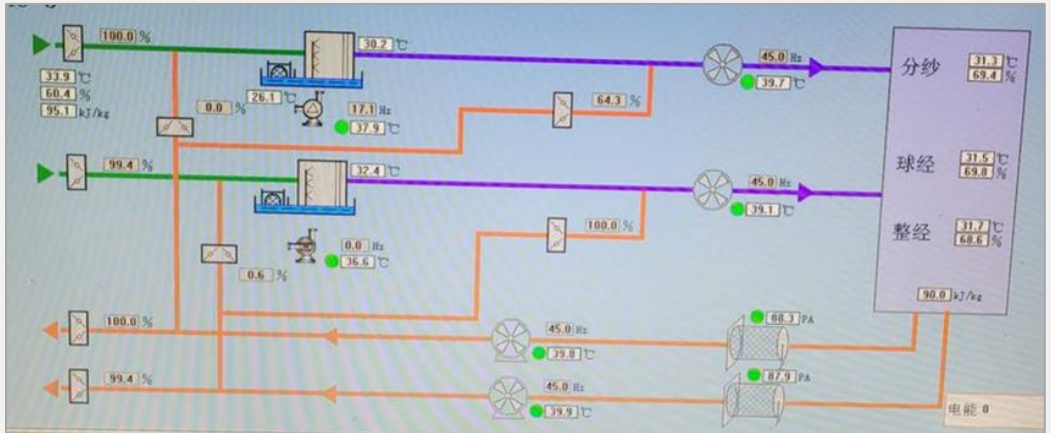 100.0 %
30.2 ℃
45.0 Hz
39.7 ℃
分纱
31.3 ℃
69.4 %
33.9 ℃
60.4 %
95.1 kJ/kg
26.1 ℃
0.0 %
17.1 Hz
37.9 ℃
64.3 %
99.4 %
32.4 ℃
45.0 Hz
39.1 ℃
球经
31.5 ℃
69.8 %
整经
31.7 ℃
68.6 %
0.0 Hz
36.6 ℃
100.0 %
0.6 %
90.0 kJ/kg
100.0 %
45.0 Hz
39.8 ℃
88.3 PA
99.4 %
45.0 Hz
39.9 ℃
87.9 PA
电能 0